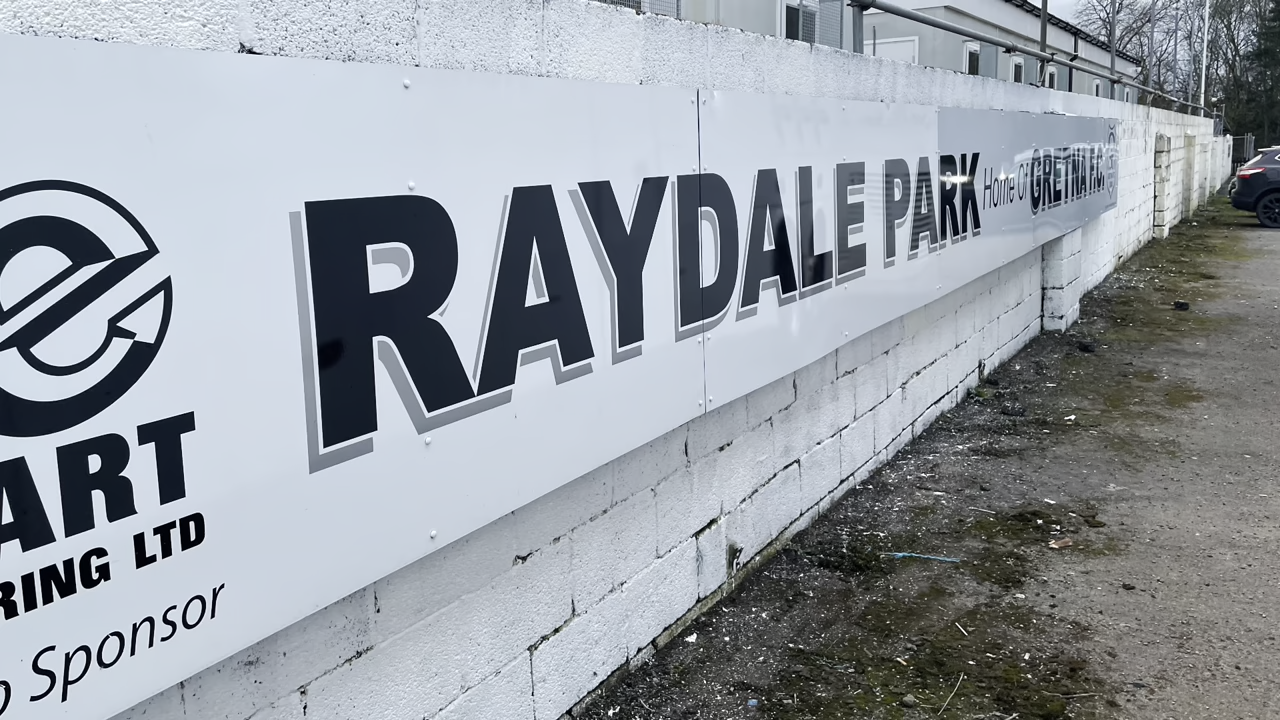 ART
RING LTD
Sponsor
RAYDALE PARK
Home Of GRETNA F.C.